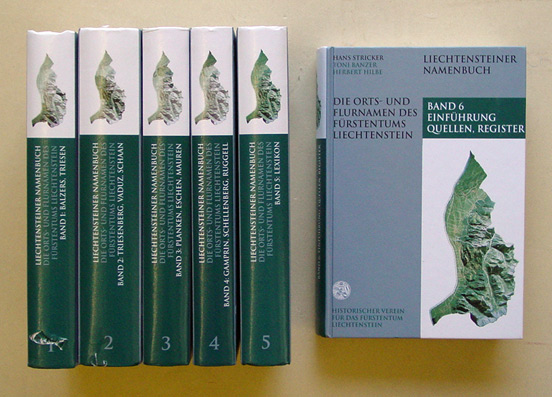 LIECHTENSTEINER NAMENBUCH
DIE ORTS- UND FLURNAMEN DES
FÜRSTENTUMS LIECHTENSTEIN
BAND 1: BALZERS, TRIESEN
1
LIECHTENSTEINER NAMENBUCH
DIE ORTS- UND FLURNAMEN DES
FÜRSTENTUMS LIECHTENSTEIN
BAND 2: TRIESENBERG, VADUZ, SCHAAN
2
LIECHTENSTEINER NAMENBUCH
DIE ORTS- UND FLURNAMEN DES
FÜRSTENTUMS LIECHTENSTEIN
BAND 3: PLANKEN, ESCHEN, MAUREN
3
LIECHTENSTEINER NAMENBUCH
DIE ORTS- UND FLURNAMEN DES
FÜRSTENTUMS LIECHTENSTEIN
BAND 4: GAMPRIN, SCHELLENBERG, RUGGELL
4
LIECHTENSTEINER NAMENBUCH
DIE ORTS- UND FLURNAMEN DES
FÜRSTENTUMS LIECHTENSTEIN
BAND 5: LEXIKON
5
HANS STRICKER
TONI BANZER
HERBERT HILBE
LIECHTENSTEINER
NAMENBUCH
DIE ORTS- UND
FLURNAMEN DES
FÜRSTENTUMS
LIECHTENSTEIN
BAND 6
EINFÜHRUNG
QUELLEN, REGISTER
HISTORISCHER VEREIN
FÜR DAS FÜRSTENTUM
LIECHTENSTEIN